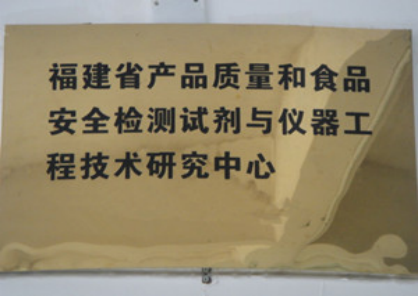 福建省产品质量和食品
安全检测试剂与仪器工
程技术研究中心